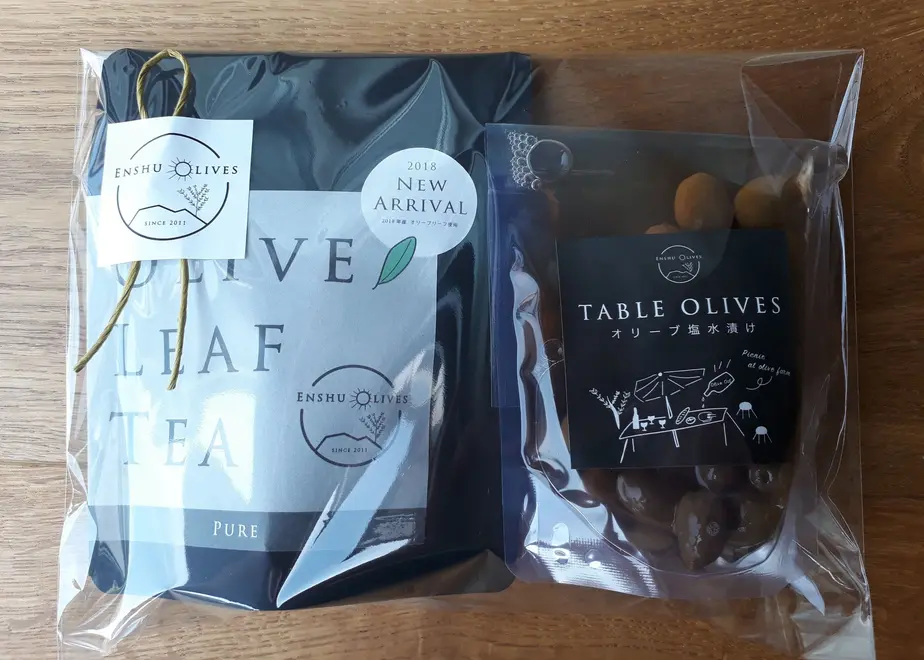 ENSHU OLIVES
SINCE 2011
2018
NEW
ARRIVAL
OLIVE
LEAF
TEA
ENSHU OLIVES
SINCE 2011
PURE
ENSHU OLIVES
TABLE OLIVES
オリーブ塩水漬け
Picnic
at olive farm